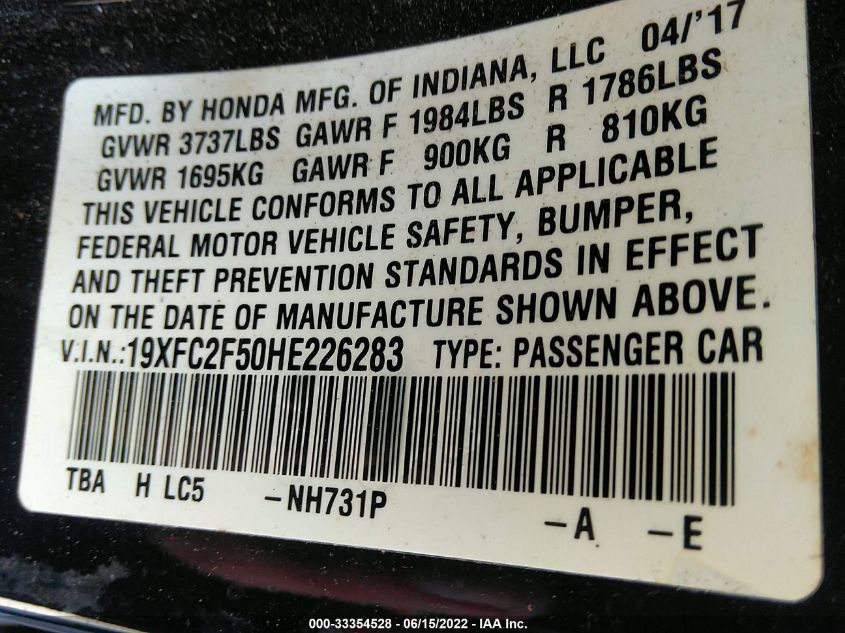 MFD. BY HONDA MFG. OF INDIANA, LLC 04/'17
GVWR 3737LBS GAWR F 1984LBS R 1786LBS
GVWR 1695KG GAWR F 900KG R 810KG
THIS VEHICLE CONFORMS TO ALL APPLICABLE
FEDERAL MOTOR VEHICLE SAFETY, BUMPER,
AND THEFT PREVENTION STANDARDS IN EFFECT
ON THE DATE OF MANUFACTURE SHOWN ABOVE.
V.I.N.:19XFC2F50HE226283 TYPE: PASSENGER CAR
TBA H LC5 -NH731P -A -E
000-33354528 - 06/15/2022 - IAA Inc.